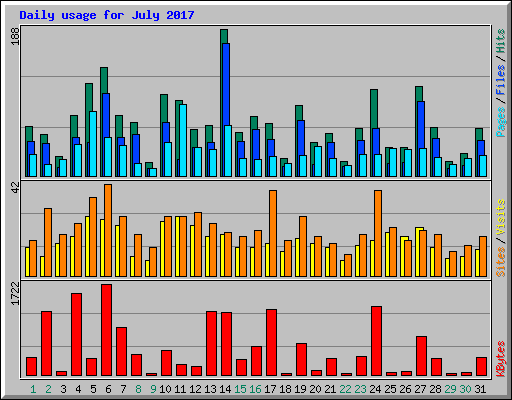 Daily usage for July 2017
188
Pages / Files / Hits
42
Sites / Visits
1722
KBytes
1 2 3 4 5 6 7 8 9 10 11 12 13 14 15 16 17 18 19 20 21 22 23 24 25 26 27 28 29 30 31